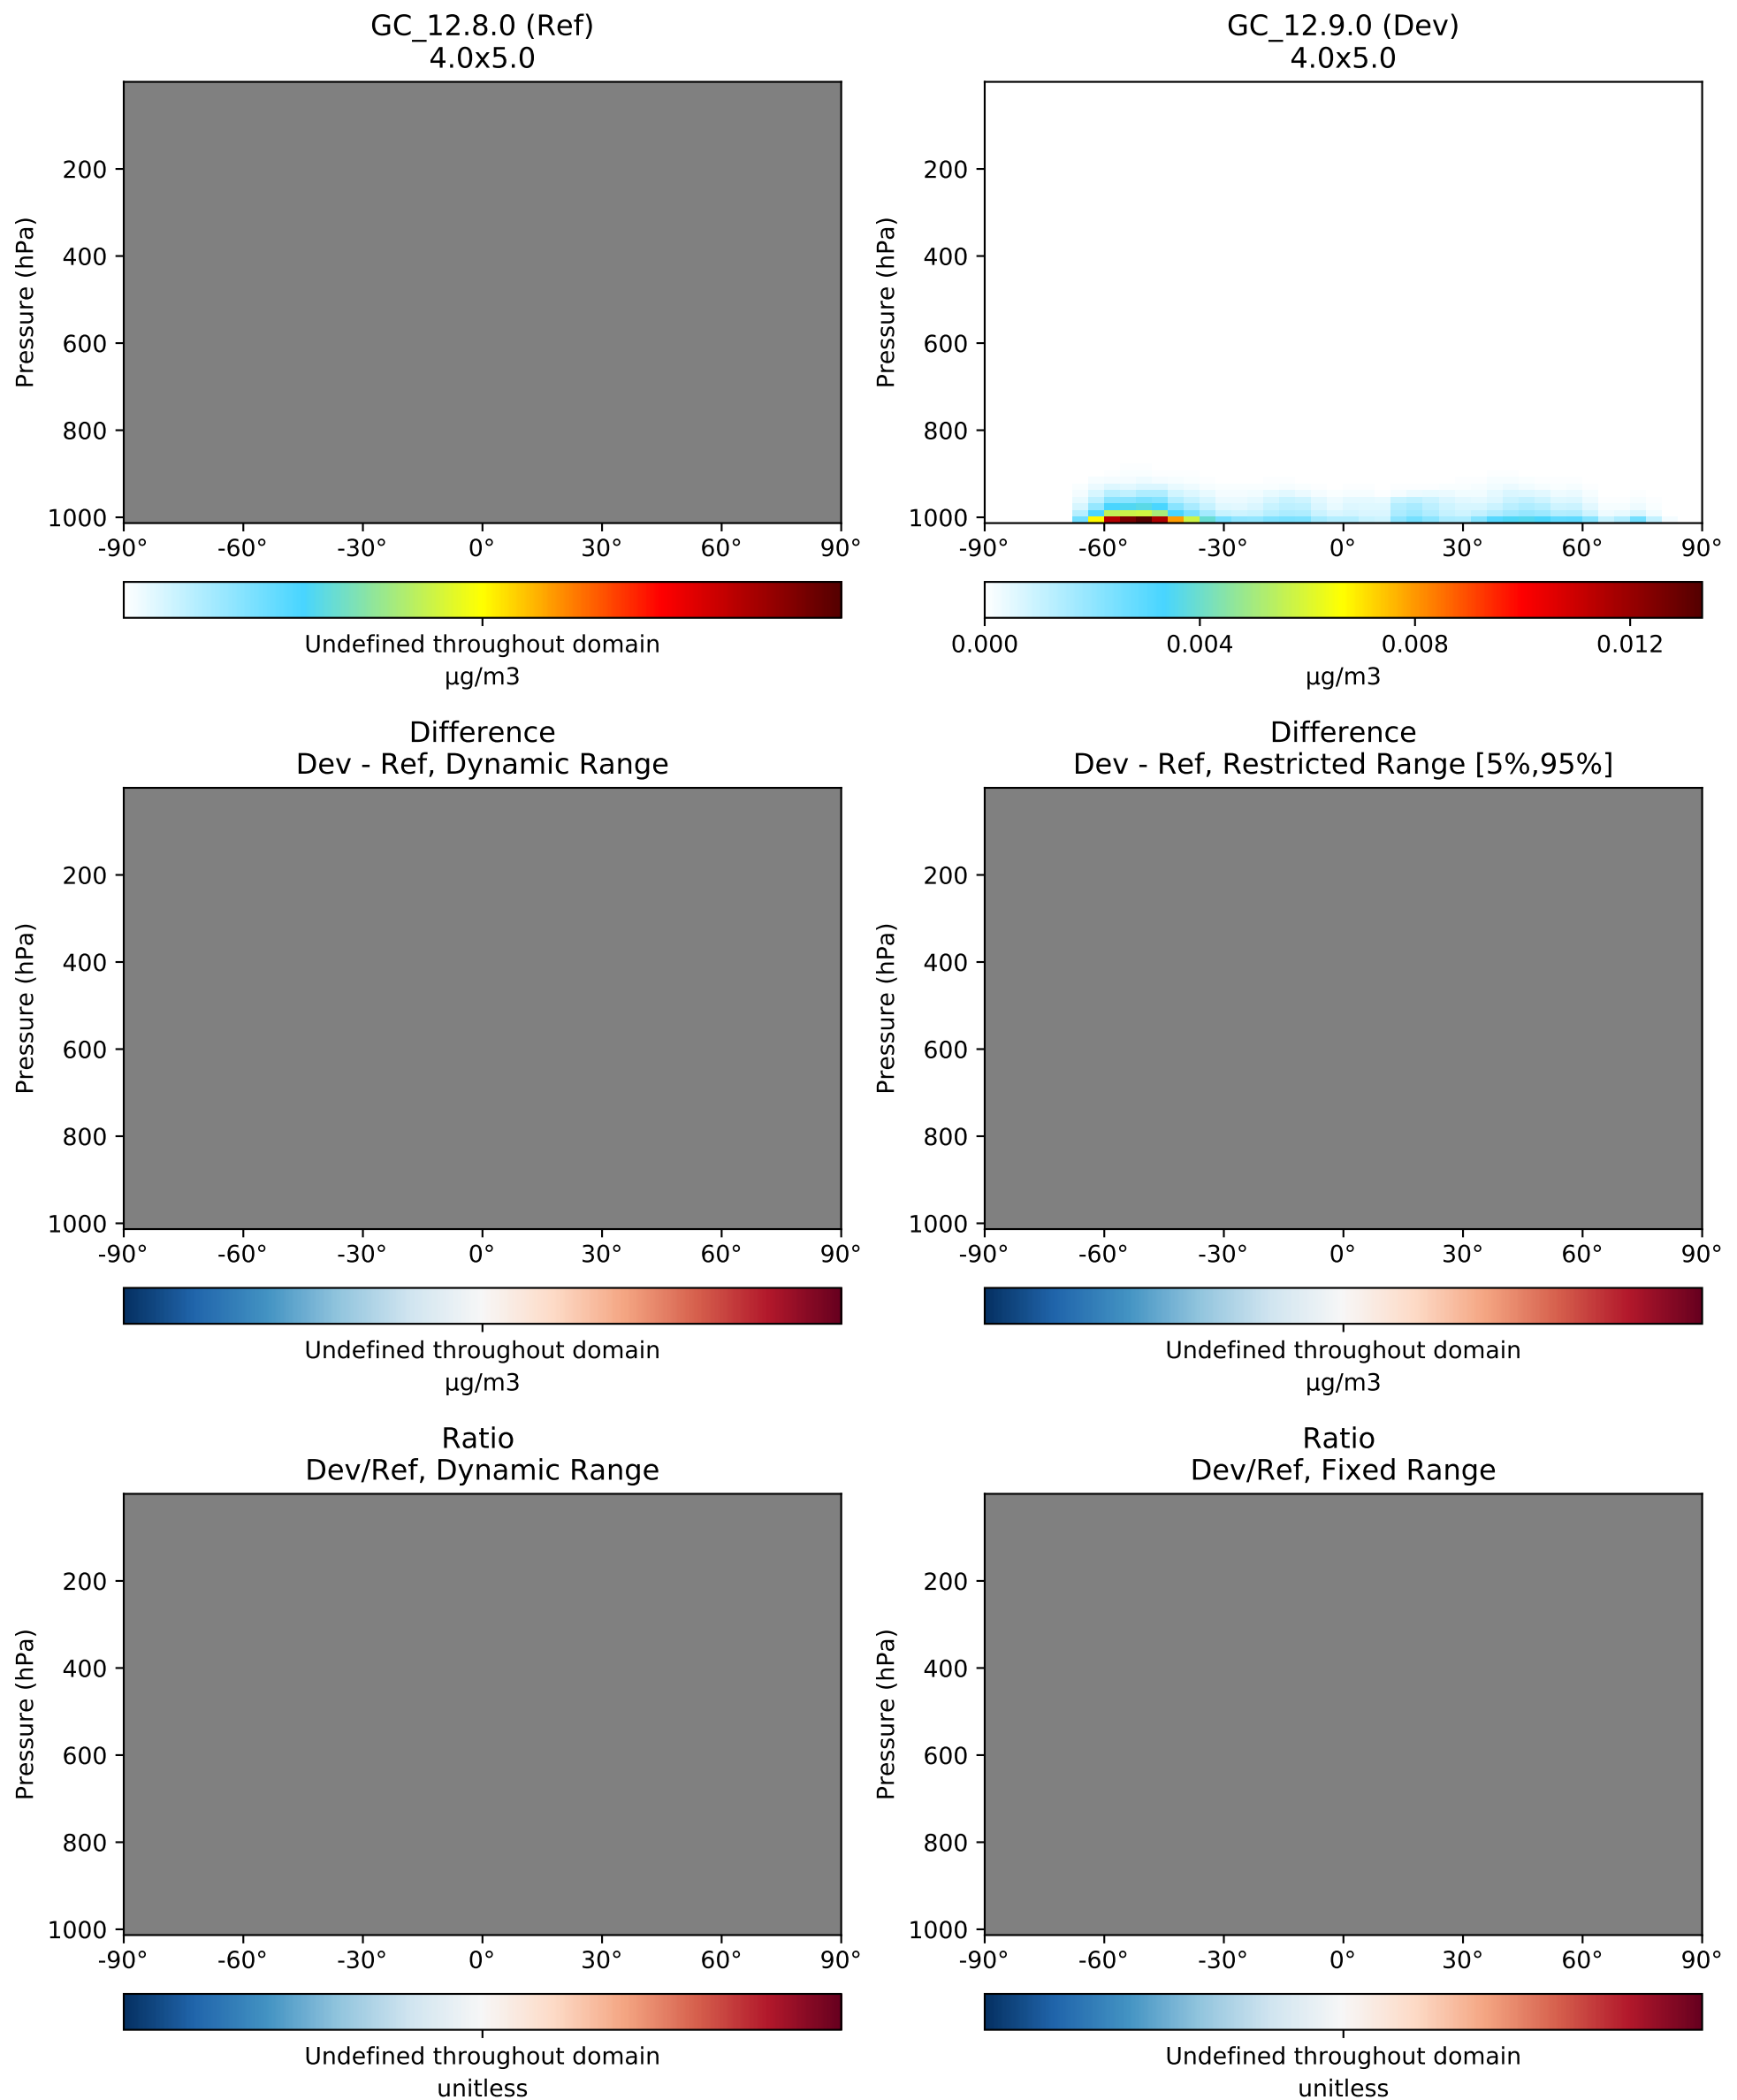 GC_12.8.0 (Ref)
4.0x5.0
Pressure (hPa)
200
400
600
800
1000
-90° -60° -30° 0° 30° 60° 90°
Undefined throughout domain
μg/m3
GC_12.9.0 (Dev)
4.0x5.0
Pressure (hPa)
200
400
600
800
1000
-90° -60° -30° 0° 30° 60° 90°
0.000 0.004 0.008 0.012
μg/m3
Difference
Dev - Ref, Dynamic Range
Pressure (hPa)
200
400
600
800
1000
-90° -60° -30° 0° 30° 60° 90°
Undefined throughout domain
μg/m3
Difference
Dev - Ref, Restricted Range [5%,95%]
Pressure (hPa)
200
400
600
800
1000
-90° -60° -30° 0° 30° 60° 90°
Undefined throughout domain
μg/m3
Ratio
Dev/Ref, Dynamic Range
Pressure (hPa)
200
400
600
800
1000
-90° -60° -30° 0° 30° 60° 90°
Undefined throughout domain
unitless
Ratio
Dev/Ref, Fixed Range
Pressure (hPa)
200
400
600
800
1000
-90° -60° -30° 0° 30° 60° 90°
Undefined throughout domain
unitless